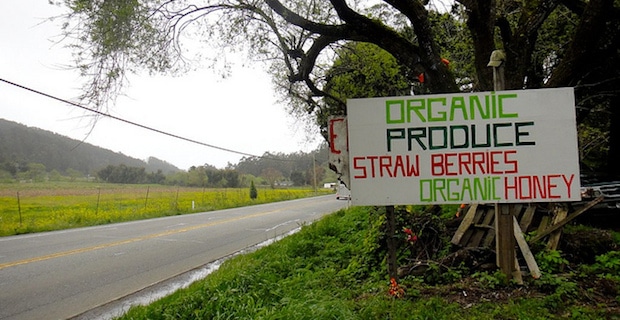 ORGANIC
PRODUCE
STRAW BERRIES
ORGANIC HONEY
E